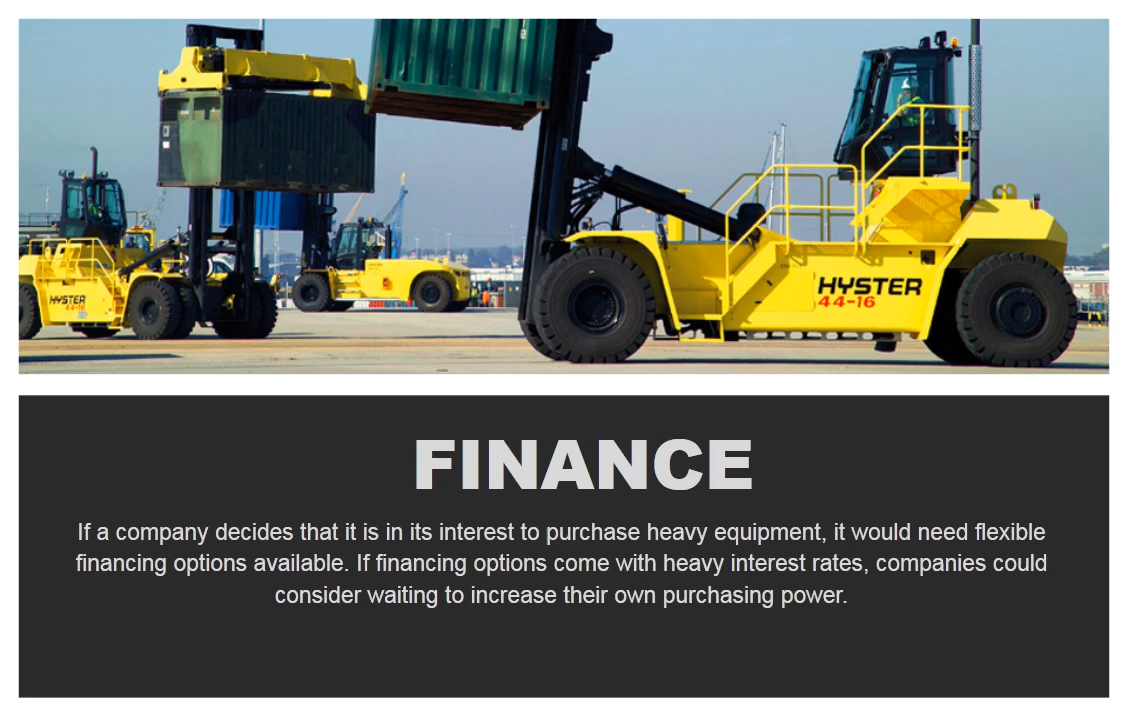 HYSTER
44-16
HYSTER
44-16
FINANCE
If a company decides that it is in its interest to purchase heavy equipment, it would need flexible
financing options available. If financing options come with heavy interest rates, companies could
consider waiting to increase their own purchasing power.